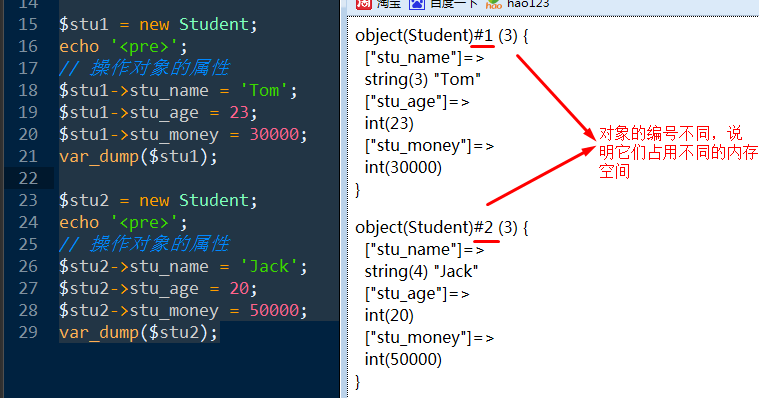 14
15 $stu1 = new Student;
16 echo '<pre>';
17 // 操作对象的属性
18 $stu1->stu_name = 'Tom';
19 $stu1->stu_age = 23;
20 $stu1->stu_money = 30000;
21 var_dump($stu1);
22
23 $stu2 = new Student;
24 echo '<pre>';
25 // 操作对象的属性
26 $stu2->stu_name = 'Jack';
27 $stu2->stu_age = 20;
28 $stu2->stu_money = 50000;
29 var_dump($stu2);
淘宝 百度一下 hao123
object(Student)#1 (3) {
["stu_name"]=>
string(3) "Tom"
["stu_age"]=>
int(23)
["stu_money"]=>
int(30000)
}
object(Student)#2 (3) {
["stu_name"]=>
string(4) "Jack"
["stu_age"]=>
int(20)
["stu_money"]=>
int(50000)
}
对象的编号不同，说
明它们占用不同的内存
空间